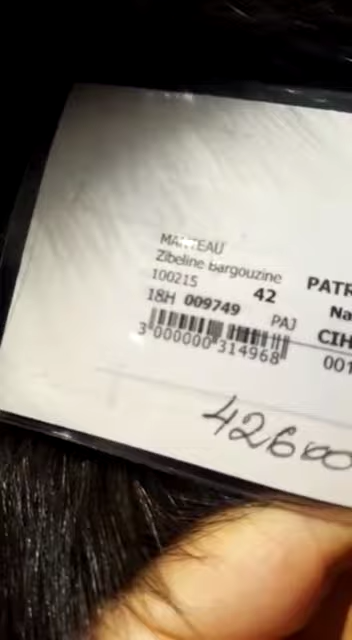 MANTEAU
Zibeline Bargouzine
100215 42 PATR
18H 009749 Na
PAJ CIH
3 000000 314968 001
42600